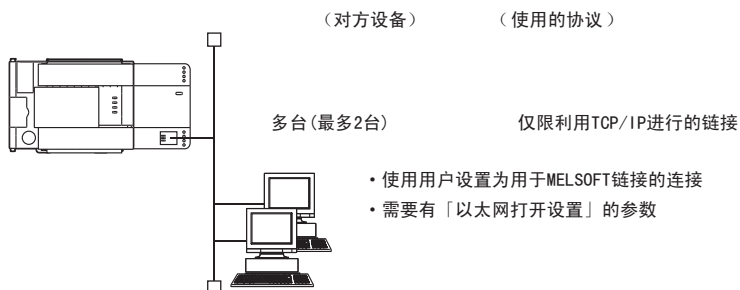 （对方设备） （使用的协议）
多台(最多2台) 仅限利用TCP/IP进行的链接
・使用用户设置为用于MELSOFT链接的连接
・需要有「以太网打开设置」的参数